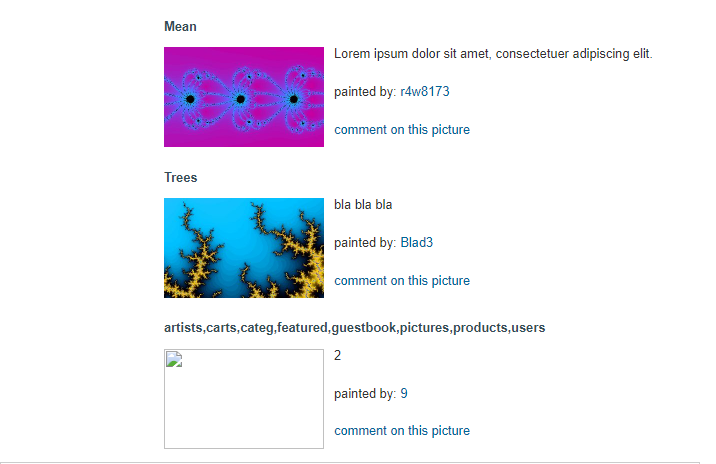 Mean
Lorem ipsum dolor sit amet, consectetuer adipiscing elit.
painted by: r4w8173
comment on this picture
Trees
bla bla bla
painted by: Blad3
comment on this picture
artists,carts,categ,featured,guestbook,pictures,products,users
2
painted by: 9
comment on this picture